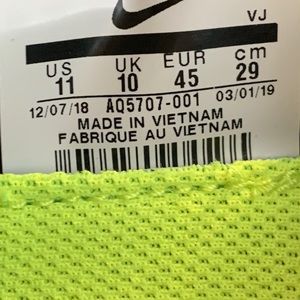 VJ
US UK EUR cm
11 10 45 29
12/07/18 AQ5707-001 03/01/19
MADE IN VIETNAM
FABRIQUE AU VIETNAM